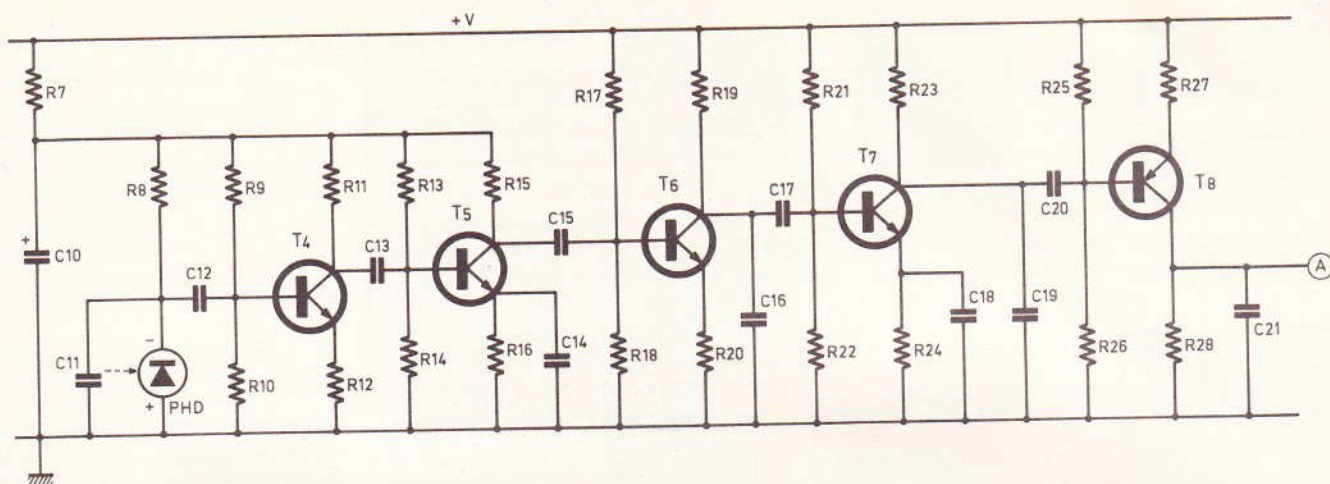 + V
R7
R17
R19
R21
R23
R25
R27
R8
R9
R11
R13
R15
T6
C17
T7
C20
T8
+
C10
C12
T4
C13
T5
C15
A
C11
-
+ PHD
R10
R12
R14
R16
C14
R18
R20
C16
R22
R24
C18
C19
R26
R28
C21